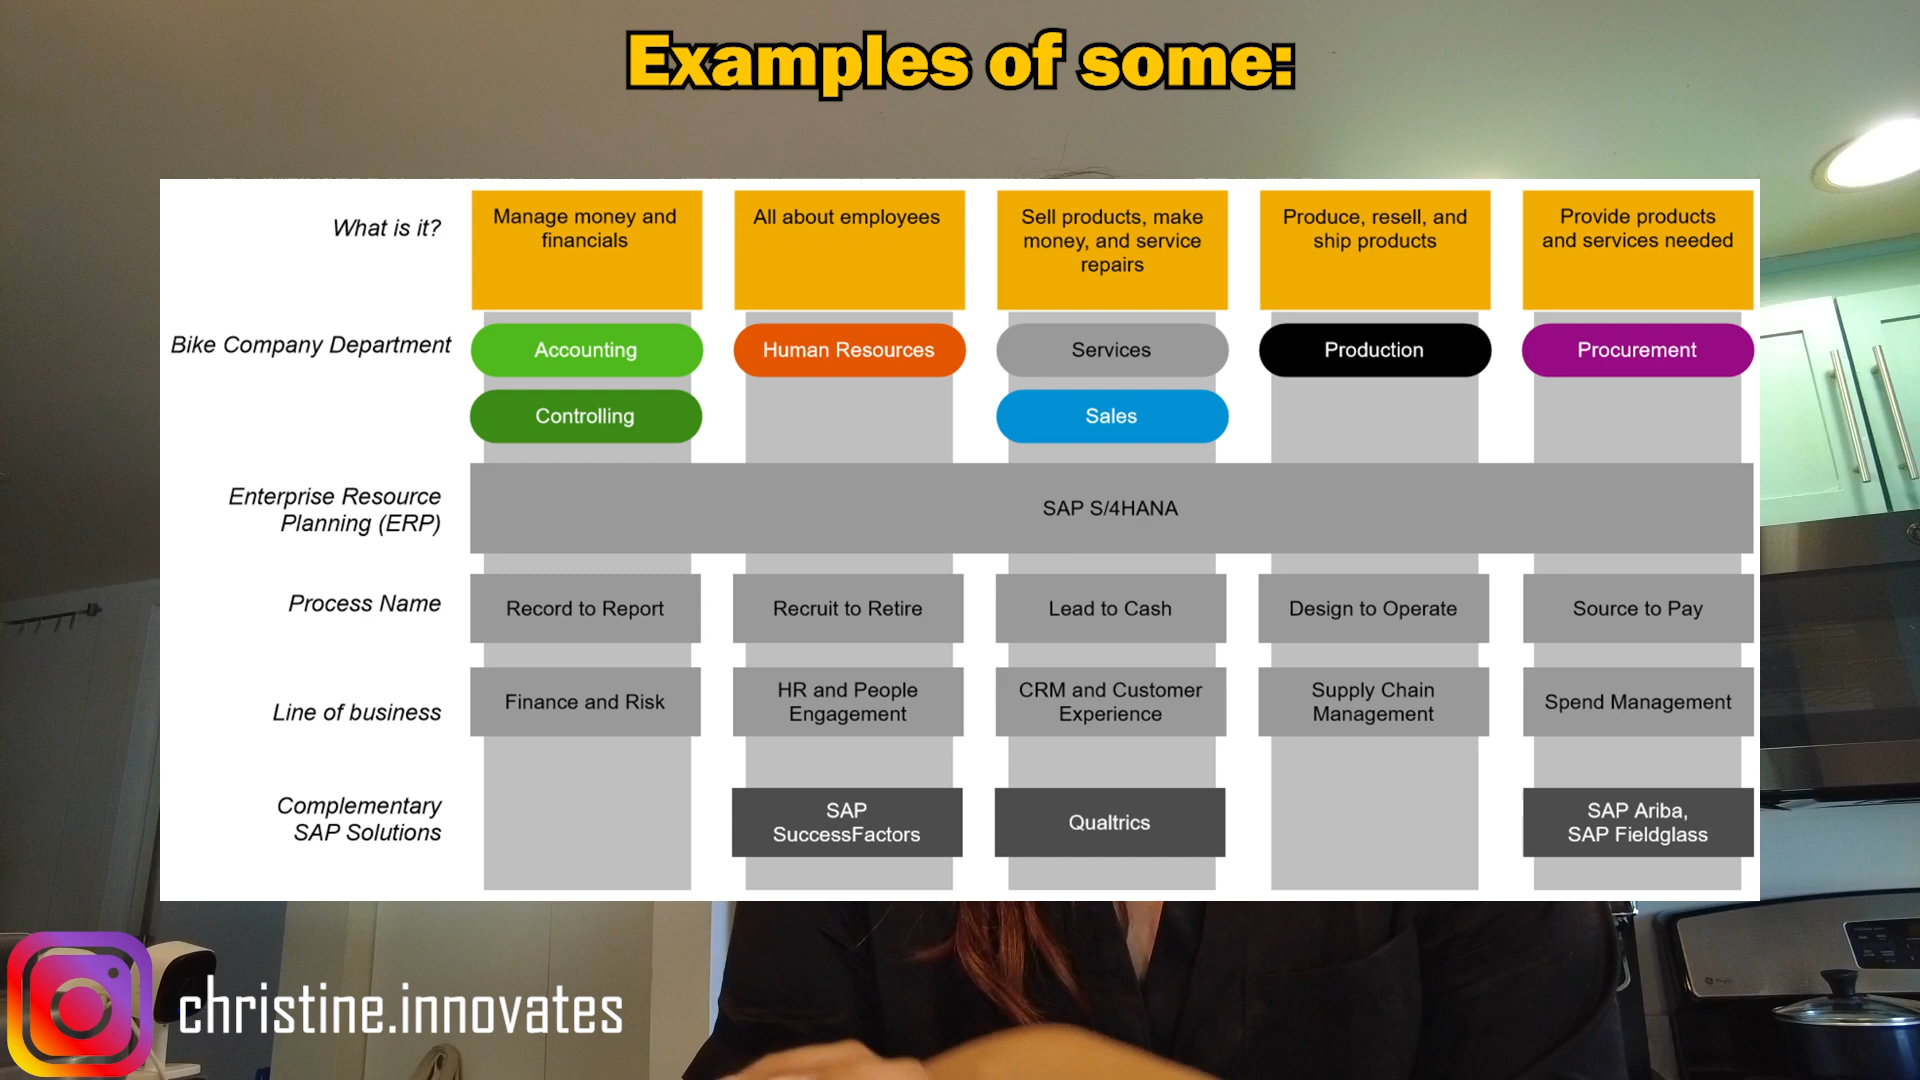 Examples of some:
What is it?
Manage money and
financials
All about employees
Sell products, make
money, and service
repairs
Produce, resell, and
ship products
Provide products
and services needed
Bike Company Department
Accounting
Human Resources
Services
Production
Procurement
Controlling
Sales
Enterprise Resource
Planning (ERP)
SAP S/4HANA
Process Name
Record to Report
Recruit to Retire
Lead to Cash
Design to Operate
Source to Pay
Line of business
Finance and Risk
HR and People
Engagement
CRM and Customer
Experience
Supply Chain
Management
Spend Management
Complementary
SAP Solutions
SAP
SuccessFactors
Qualtrics
SAP Ariba,
SAP Fieldglass
christine.innovates